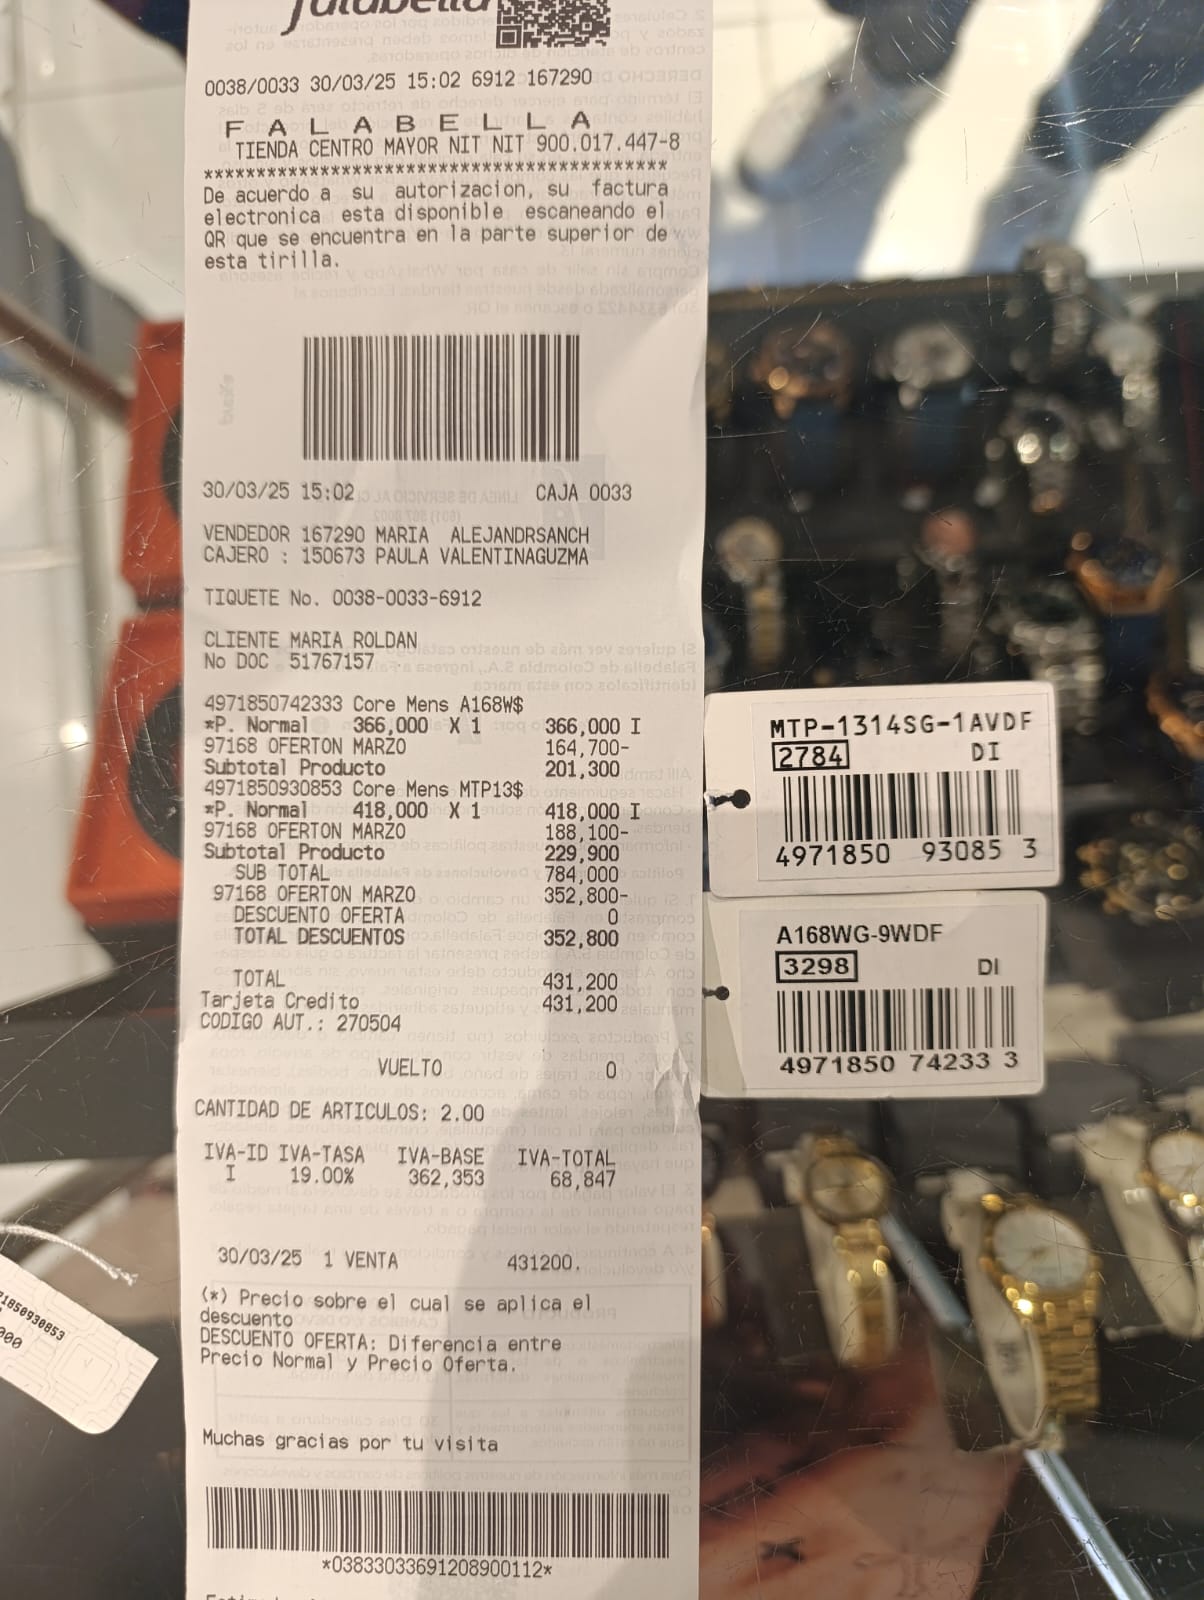 falabella
0038/0033 30/03/25 15:02 6912 167290
F A L A B E L L A
TIENDA CENTRO MAYOR NIT NIT 900.017.447-8
********************************************
De acuerdo a su autorizacion, su factura
electronica esta disponible escaneando el
QR que se encuentra en la parte superior de
esta tirilla.
30/03/25 15:02 CAJA 0033
VENDEDOR 167290 MARIA ALEJANDRSANCH
CAJERO : 150673 PAULA VALENTINAGUZMA
TIQUETE No. 0038-0033-6912
CLIENTE MARIA ROLDAN
No DOC 51767157
4971850742333 Core Mens A168W$
*P. Normal 366,000 X 1 366,000 I
97168 OFERTON MARZO 164,700-
Subtotal Producto 201,300
4971850930853 Core Mens MTP13$
*P. Normal 418,000 X 1 418,000 I
97168 OFERTON MARZO 188,100-
Subtotal Producto 229,900
SUB TOTAL 784,000
97168 OFERTON MARZO 352,800-
DESCUENTO OFERTA 0
TOTAL DESCUENTOS 352,800
TOTAL 431,200
Tarjeta Credito 431,200
CODIGO AUT.: 270504
VUELTO 0
CANTIDAD DE ARTICULOS: 2.00
IVA-ID IVA-TASA IVA-BASE IVA-TOTAL
I 19.00% 362,353 68,847
30/03/25 1 VENTA 431200.
(*) Precio sobre el cual se aplica el
descuento
DESCUENTO OFERTA: Diferencia entre
Precio Normal y Precio Oferta.
Muchas gracias por tu visita
*038330336912089001​12*
MTP-1314SG-1AVDF
2784 DI
4971850 93085 3
A168WG-9WDF
3298 DI
4971850 74233 3
71850930853
000